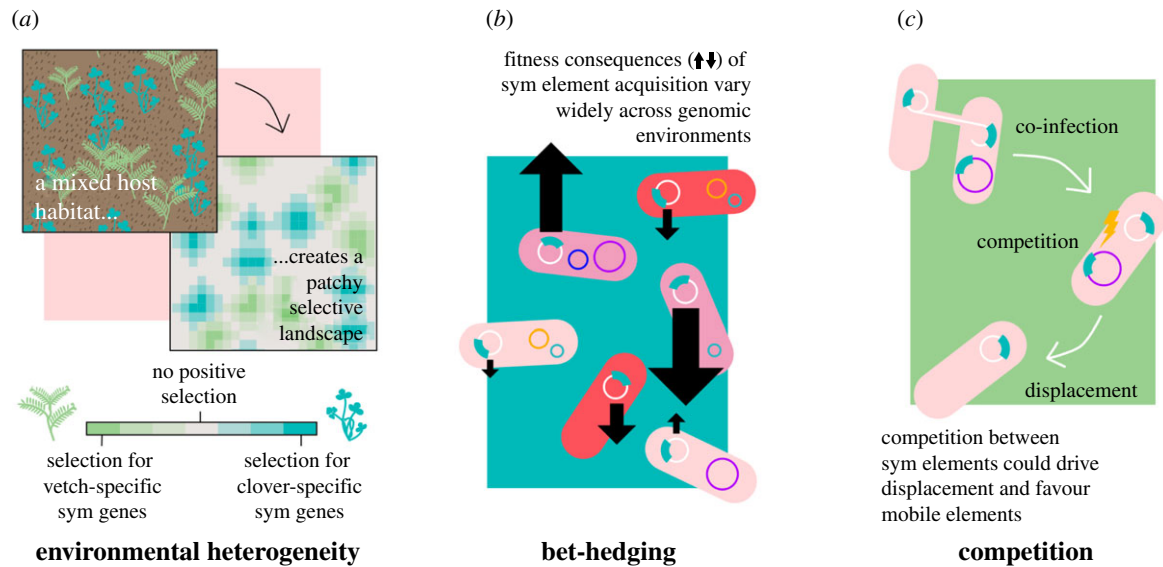 (a)
a mixed host
habitat...
...creates a
patchy
selective
landscape
no positive
selection
selection for
vetch-specific
sym genes
selection for
clover-specific
sym genes
environmental heterogeneity
(b)
fitness consequences (⬆⬇) of
sym element acquisition vary
widely across genomic
environments
bet-hedging
(c)
co-infection
competition
displacement
competition between
sym elements could drive
displacement and favour
mobile elements
competition